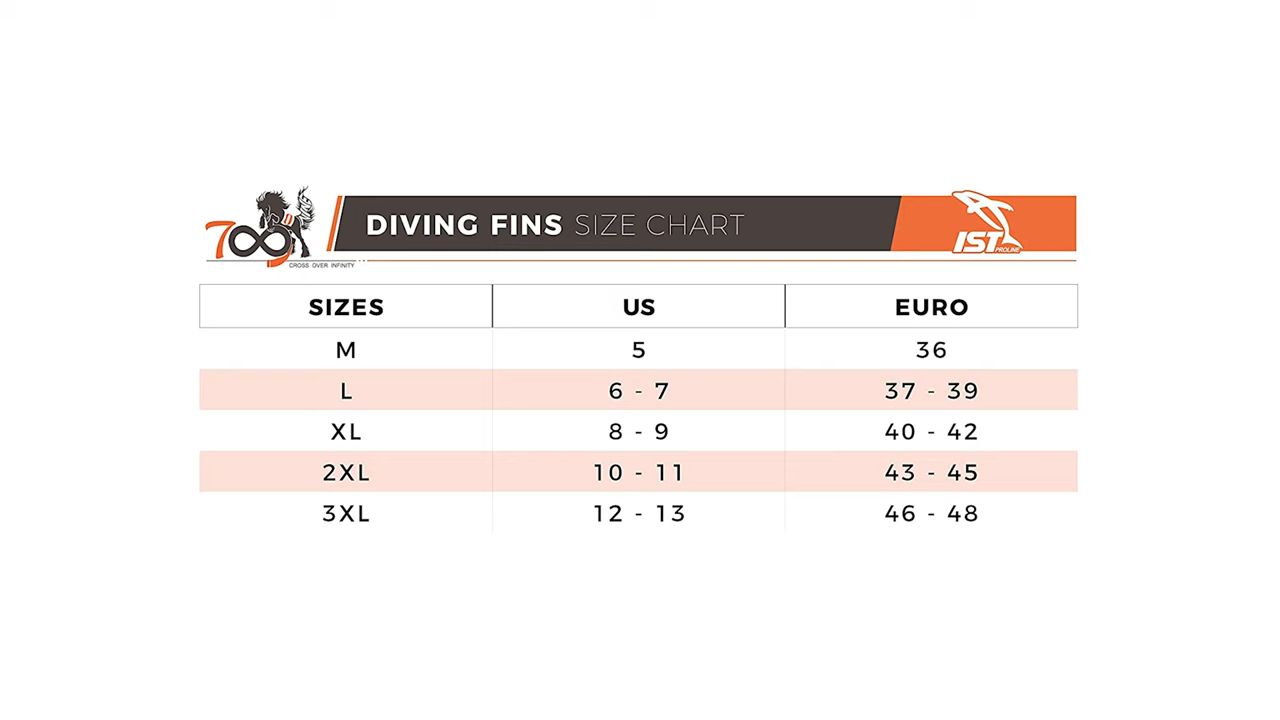 700
CROSS OVER INFINITY
DIVING FINS SIZE CHART
IST
PROLINE
SIZES US EURO
M 5 36
L 6 - 7 37 - 39
XL 8 - 9 40 - 42
2XL 10 - 11 43 - 45
3XL 12 - 13 46 - 48